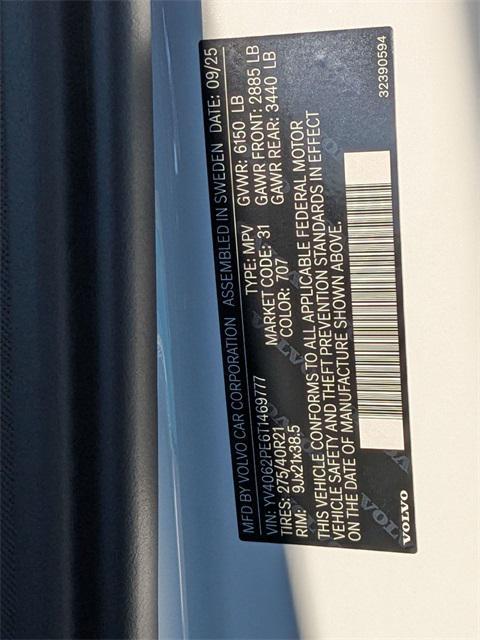 MFD BY VOLVO CAR CORPORATION ASSEMBLED IN SWEDEN DATE: 09/25
VIN: YV4062PE6T1469777 TYPE: MPV GVWR: 6150 LB
TIRES: 275/40R21 MARKET CODE: 31 GAWR FRONT: 2885 LB
RIM: 9Jx21x38.5 COLOR: 707 GAWR REAR: 3440 LB
THIS VEHICLE CONFORMS TO ALL APPLICABLE FEDERAL MOTOR
VEHICLE SAFETY AND THEFT PREVENTION STANDARDS IN EFFECT
ON THE DATE OF MANUFACTURE SHOWN ABOVE.
VOLVO 32390594